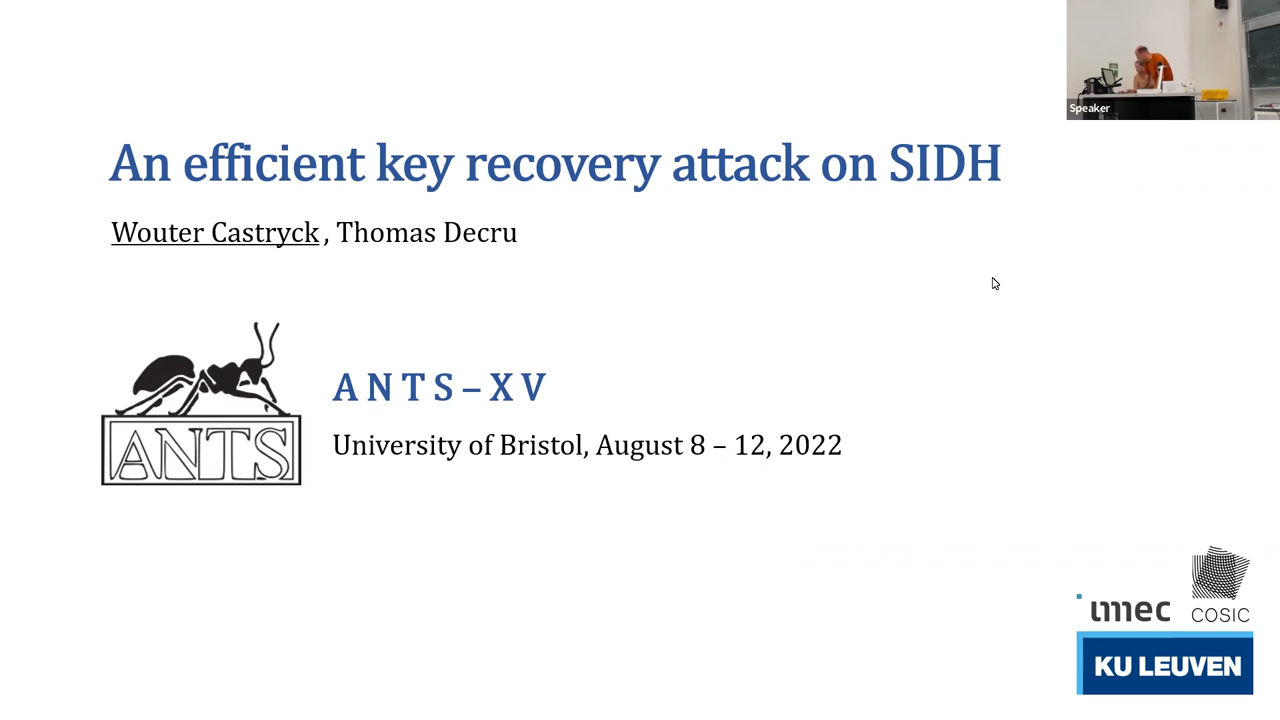 Speaker
An efficient key recovery attack on SIDH
Wouter Castryck, Thomas Decru
ANTS
ANTS–XV
University of Bristol, August 8 – 12, 2022
imec
COSIC
KU LEUVEN